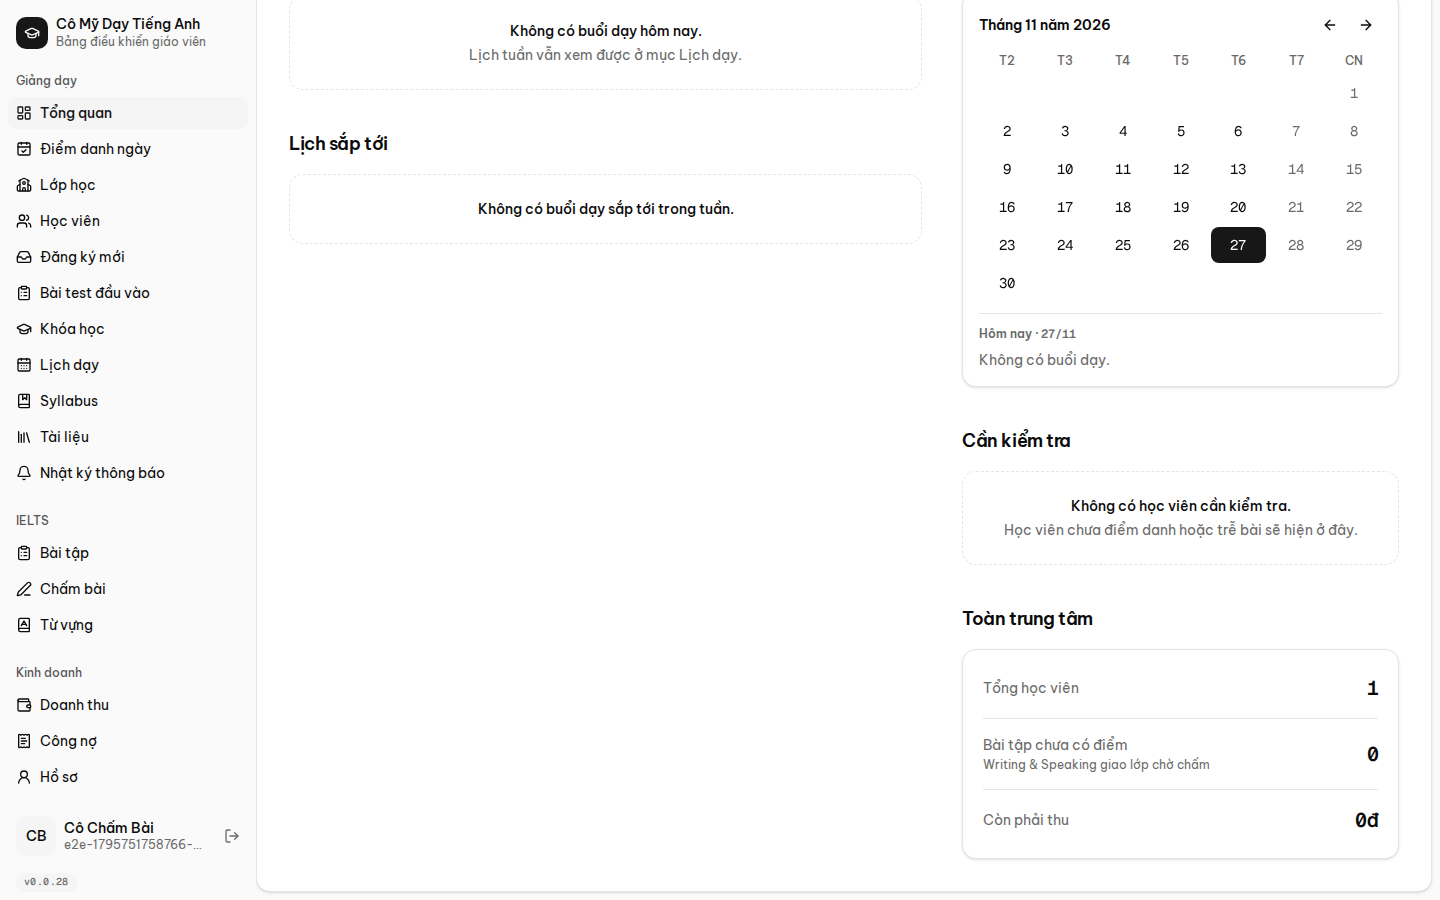 Cô Mỹ Dạy Tiếng Anh
Bảng điều khiển giáo viên
Giảng dạy
Tổng quan
Điểm danh ngày
Lớp học
Học viên
Đăng ký mới
Bài test đầu vào
Khóa học
Lịch dạy
Syllabus
Tài liệu
Nhật ký thông báo
IELTS
Bài tập
Chấm bài
Từ vựng
Kinh doanh
Doanh thu
Công nợ
Hồ sơ
CB
Cô Chấm Bài
e2e-1795751758766-...
v0.0.28
Không có buổi dạy hôm nay.
Lịch tuần vẫn xem được ở mục Lịch dạy.
Lịch sắp tới
Không có buổi dạy sắp tới trong tuần.
Tháng 11 năm 2026
T2 T3 T4 T5 T6 T7 CN
1
2 3 4 5 6 7 8
9 10 11 12 13 14 15
16 17 18 19 20 21 22
23 24 25 26 27 28 29
30
Hôm nay · 27/11
Không có buổi dạy.
Cần kiểm tra
Không có học viên cần kiểm tra.
Học viên chưa điểm danh hoặc trễ bài sẽ hiện ở đây.
Toàn trung tâm
Tổng học viên 1
Bài tập chưa có điểm 0
Writing & Speaking giao lớp chờ chấm
Còn phải thu 0đ